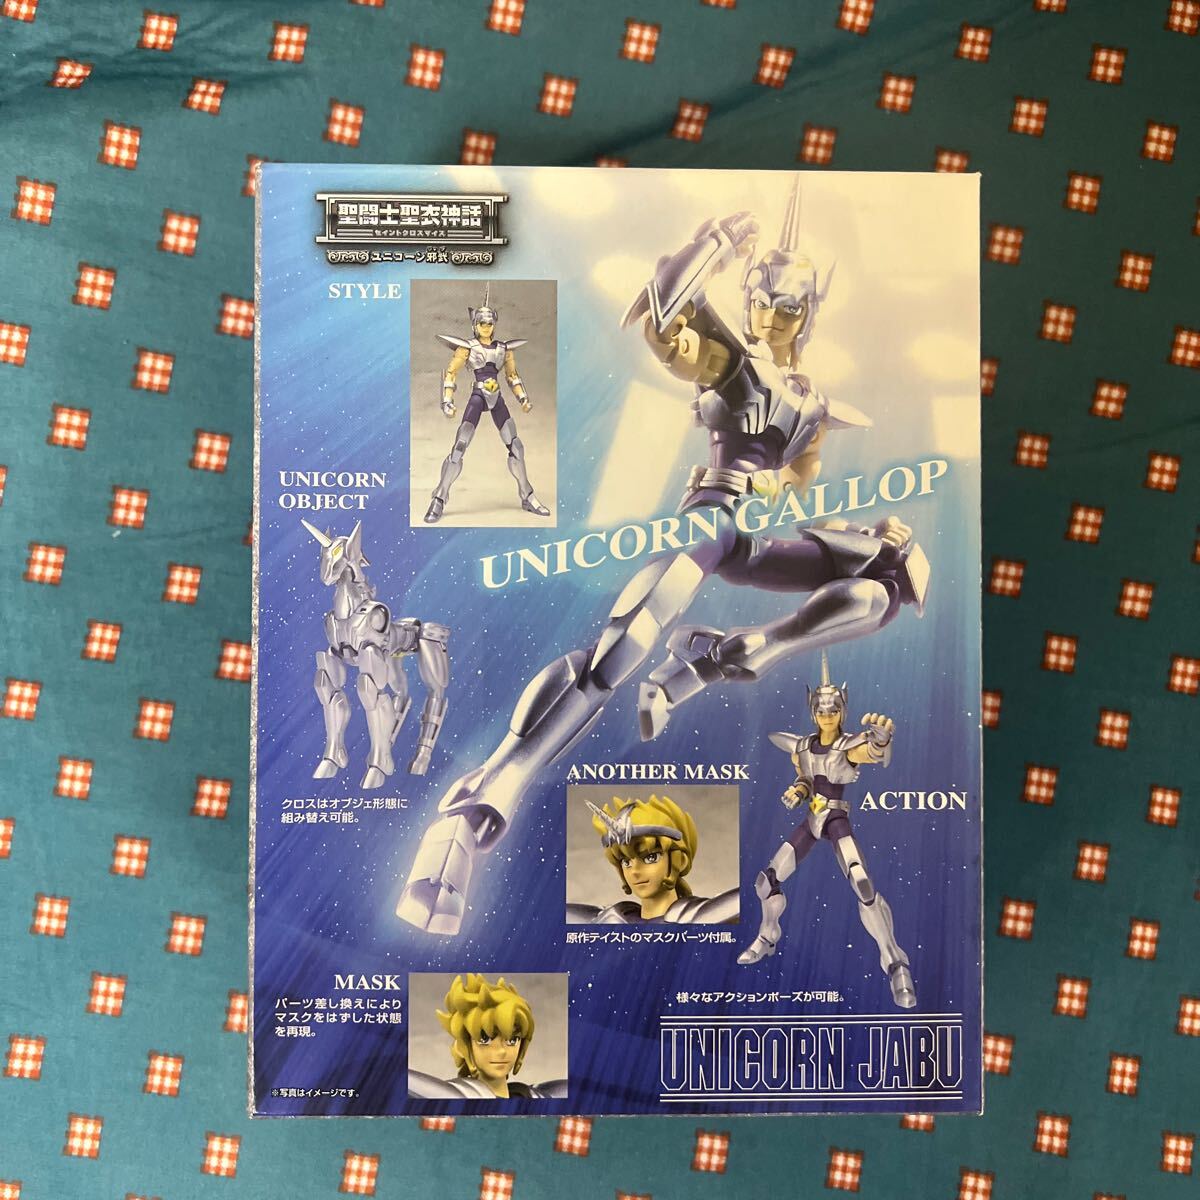 聖闘士聖衣神話
セイントクロスマイス
ユニコーン邪武
STYLE
UNICORN
OBJECT
UNICORN GALLOP
クロスはオブジェ形態に
組み替え可能。
ANOTHER MASK
ACTION
原作テイストのマスクパーツ付属。
MASK
パーツ差し換えにより
マスクをはずした状態
を再現。
様々なアクションポーズが可能。
UNICORN JABU
※写真はイメージです。